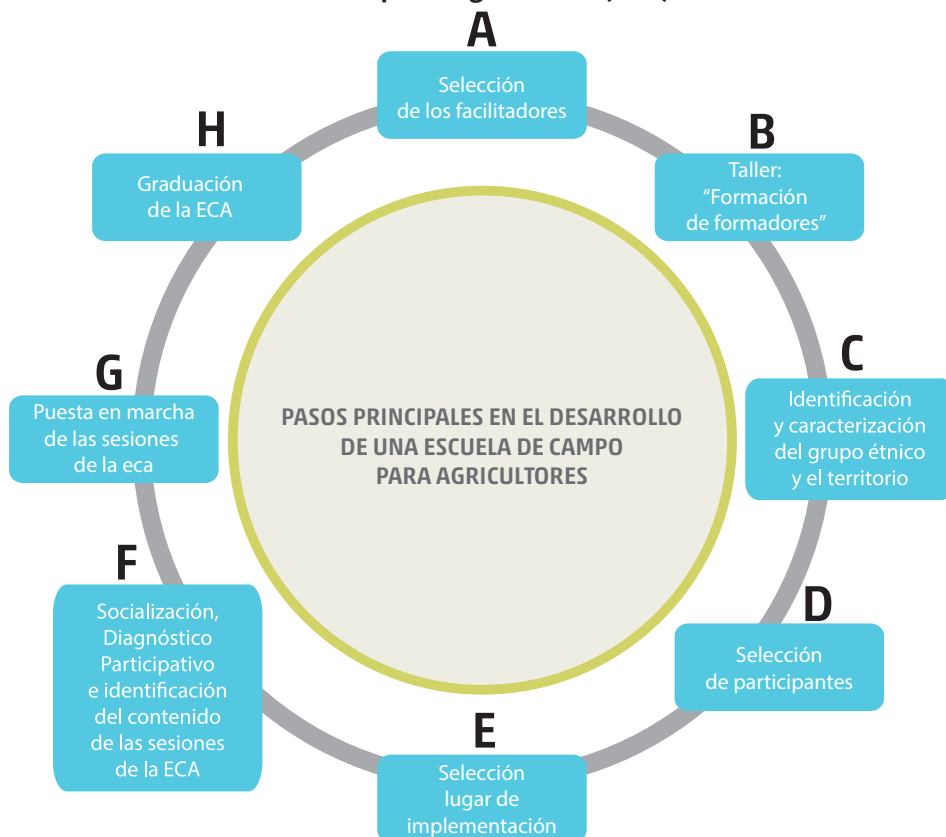 A
Selección
de los facilitadores
B
Taller:
“Formación
de formadores”
C
Identificación
y caracterización
del grupo étnico
y el territorio
D
Selección
de participantes
E
Selección
lugar de
implementación
F
Socialización,
Diagnóstico
Participativo
e identificación
del contenido
de las sesiones
de la ECA
G
Puesta en marcha
de las sesiones
de la eca
H
Graduación
de la ECA
PASOS PRINCIPALES EN EL DESARROLLO
DE UNA ESCUELA DE CAMPO
PARA AGRICULTORES